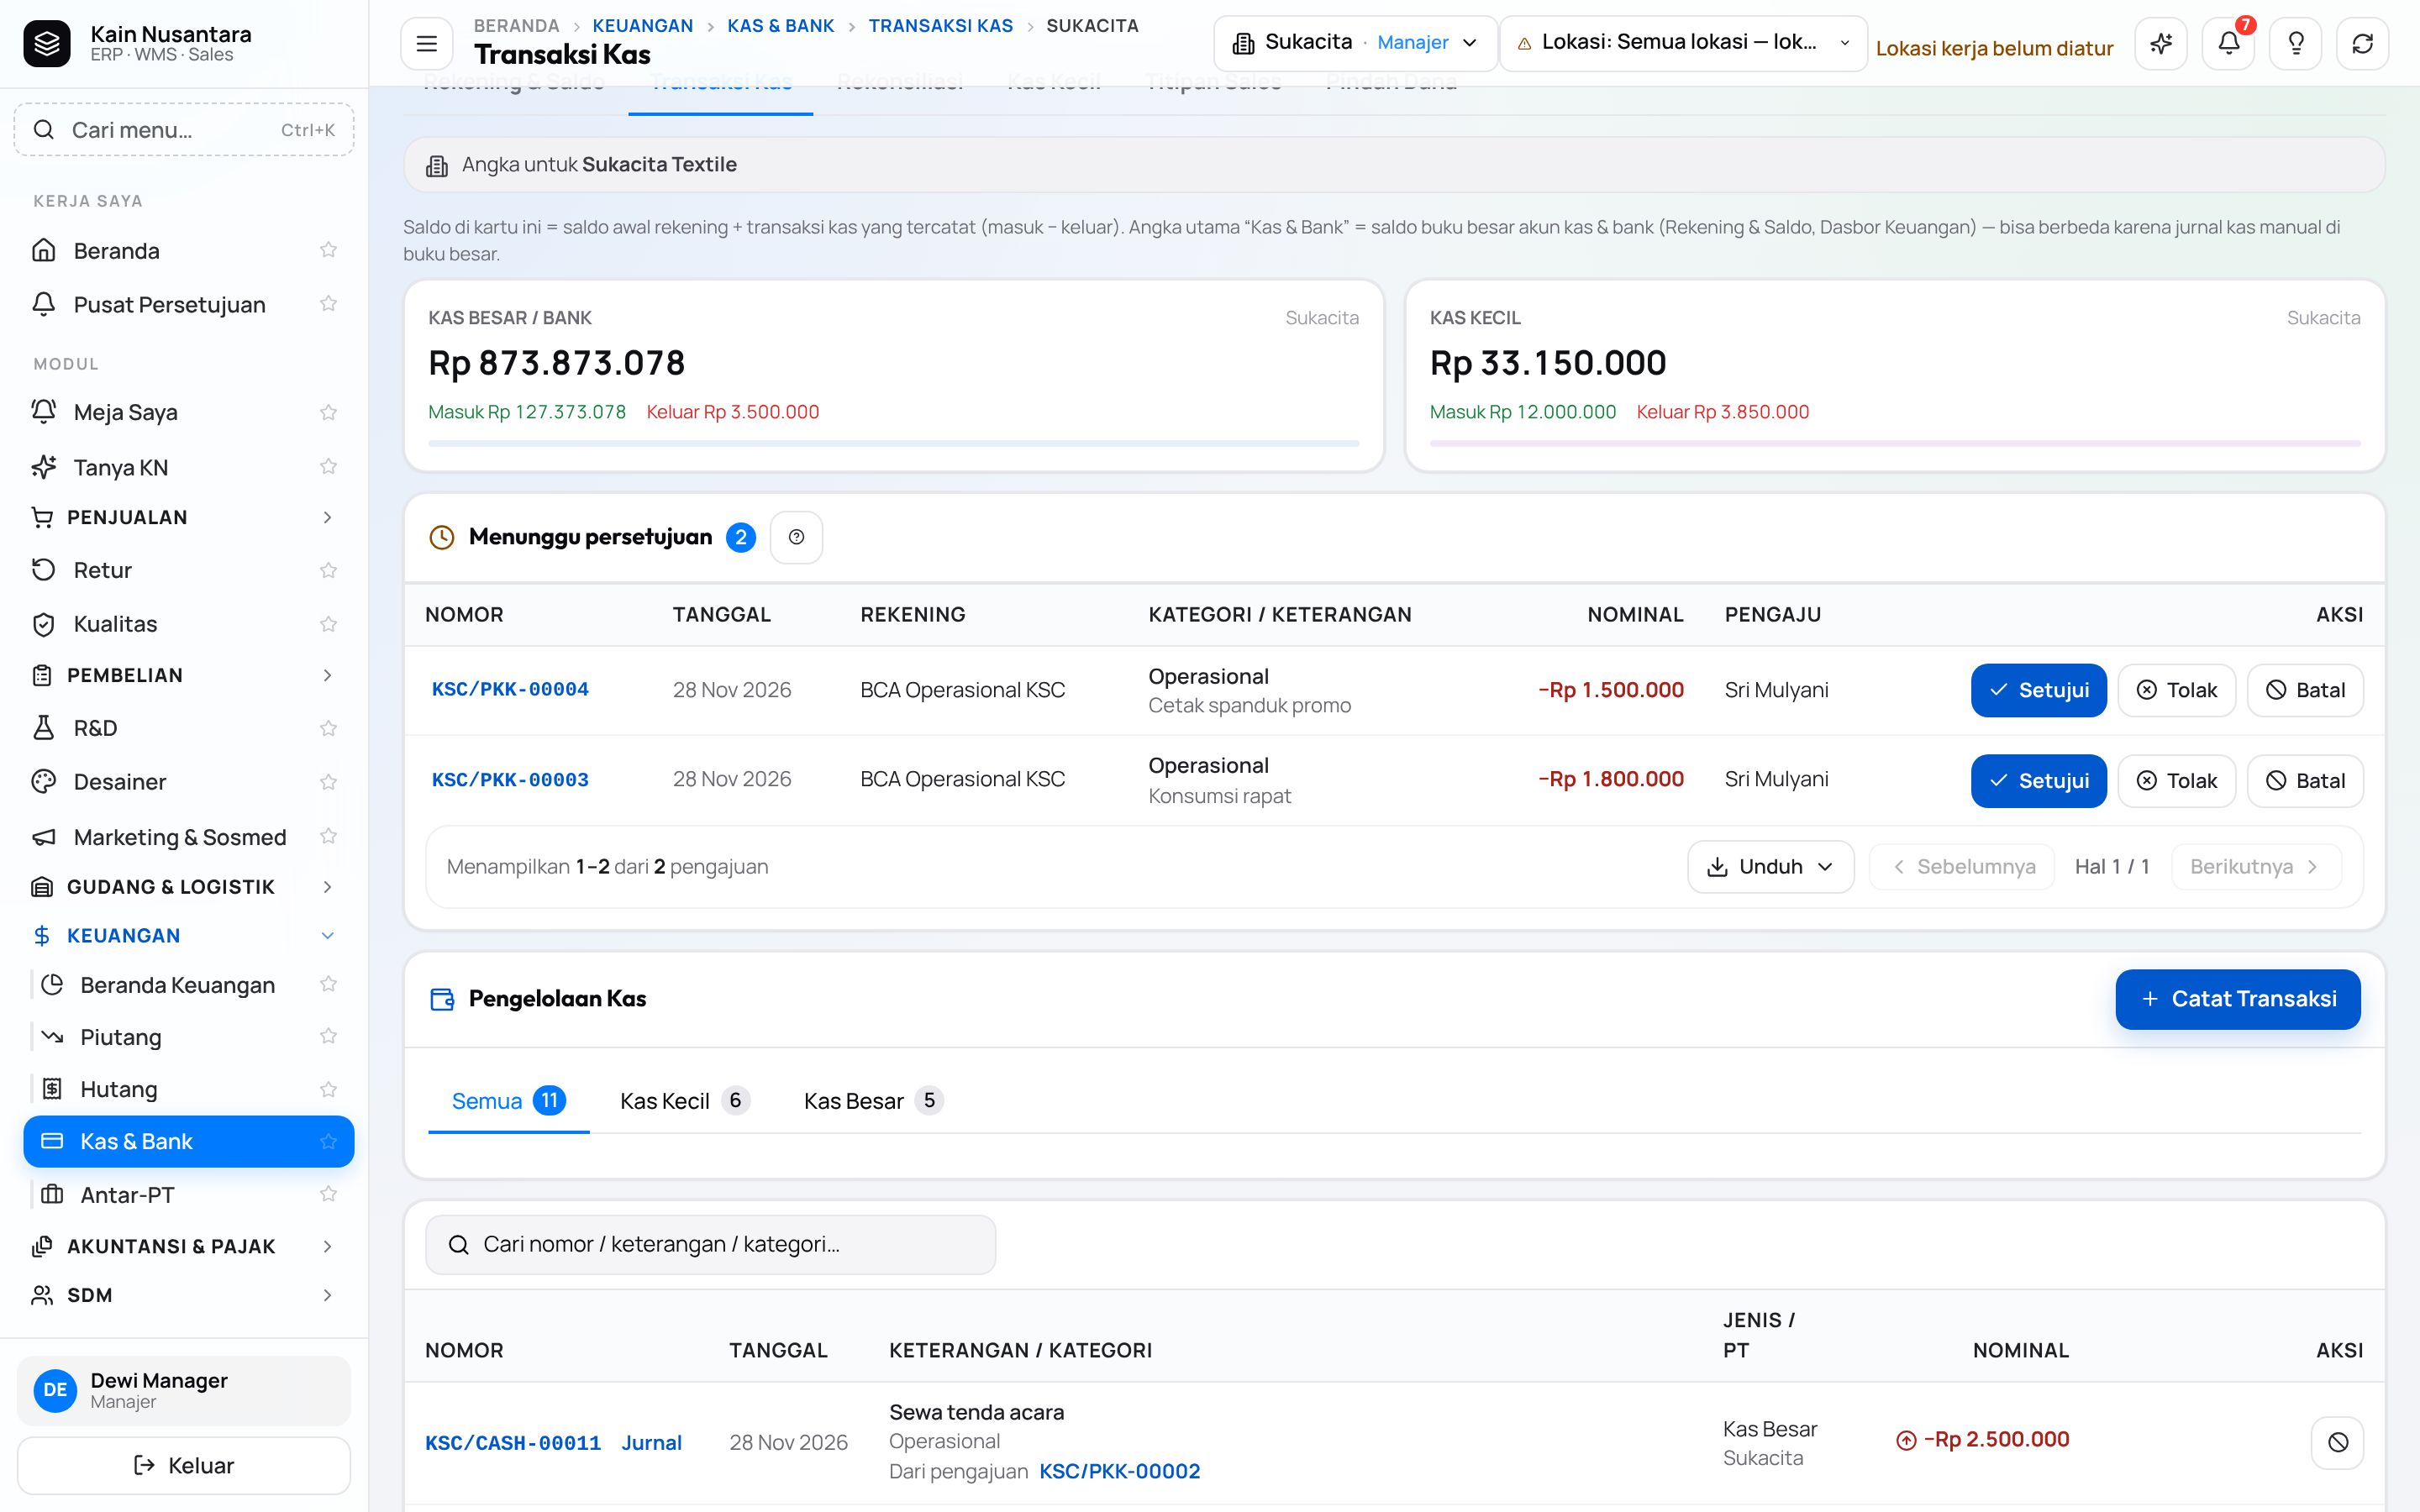 Kain Nusantara
ERP · WMS · Sales
Cari menu... Ctrl+K
KERJA SAYA
Beranda
Pusat Persetujuan
MODUL
Meja Saya
Tanya KN
PENJUALAN
Retur
Kualitas
PEMBELIAN
R&D
Desainer
Marketing & Sosmed
GUDANG & LOGISTIK
KEUANGAN
Beranda Keuangan
Piutang
Hutang
Kas & Bank
Antar-PT
AKUNTANSI & PAJAK
SDM
DE
Dewi Manager
Manajer
Keluar
BERANDA > KEUANGAN > KAS & BANK > TRANSAKSI KAS > SUKACITA
Transaksi Kas
Sukacita · Manajer
Lokasi: Semua lokasi — lok...
Lokasi kerja belum diatur
7
Rekening & Saldo Transaksi Kas Rekonsiliasi Kas Kecil Titipan Sales Pindah Dana
Angka untuk Sukacita Textile
Saldo di kartu ini = saldo awal rekening + transaksi kas yang tercatat (masuk − keluar). Angka utama “Kas & Bank” = saldo buku besar akun kas & bank (Rekening & Saldo, Dasbor Keuangan) — bisa berbeda karena jurnal kas manual di
buku besar.
KAS BESAR / BANK Sukacita
Rp 873.873.078
Masuk Rp 127.373.078 Keluar Rp 3.500.000
KAS KECIL Sukacita
Rp 33.150.000
Masuk Rp 12.000.000 Keluar Rp 3.850.000
Menunggu persetujuan 2
NOMOR TANGGAL REKENING KATEGORI / KETERANGAN NOMINAL PENGAJU AKSI
KSC/PKK-00004 28 Nov 2026 BCA Operasional KSC Operasional −Rp 1.500.000 Sri Mulyani Setujui Tolak Batal
Cetak spanduk promo
KSC/PKK-00003 28 Nov 2026 BCA Operasional KSC Operasional −Rp 1.800.000 Sri Mulyani Setujui Tolak Batal
Konsumsi rapat
Menampilkan 1–2 dari 2 pengajuan Unduh Sebelumnya Hal 1 / 1 Berikutnya
Pengelolaan Kas
Catat Transaksi
Semua 11 Kas Kecil 6 Kas Besar 5
Cari nomor / keterangan / kategori...
NOMOR TANGGAL KETERANGAN / KATEGORI JENIS / PT NOMINAL AKSI
KSC/CASH-00011 Jurnal 28 Nov 2026
Sewa tenda acara
Operasional
Dari pengajuan KSC/PKK-00002
Kas Besar
Sukacita
−Rp 2.500.000